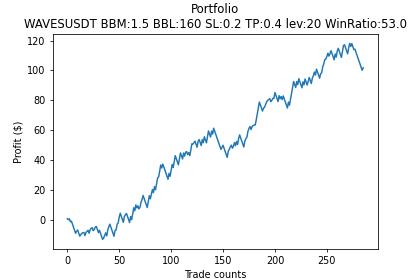 Portfolio
WAVESUSDT BBM:1.5 BBL:160 SL:0.2 TP:0.4 lev:20 WinRatio:53.0
120
100
80
60
40
20
0
Profit ($)
0 50 100 150 200 250
Trade counts